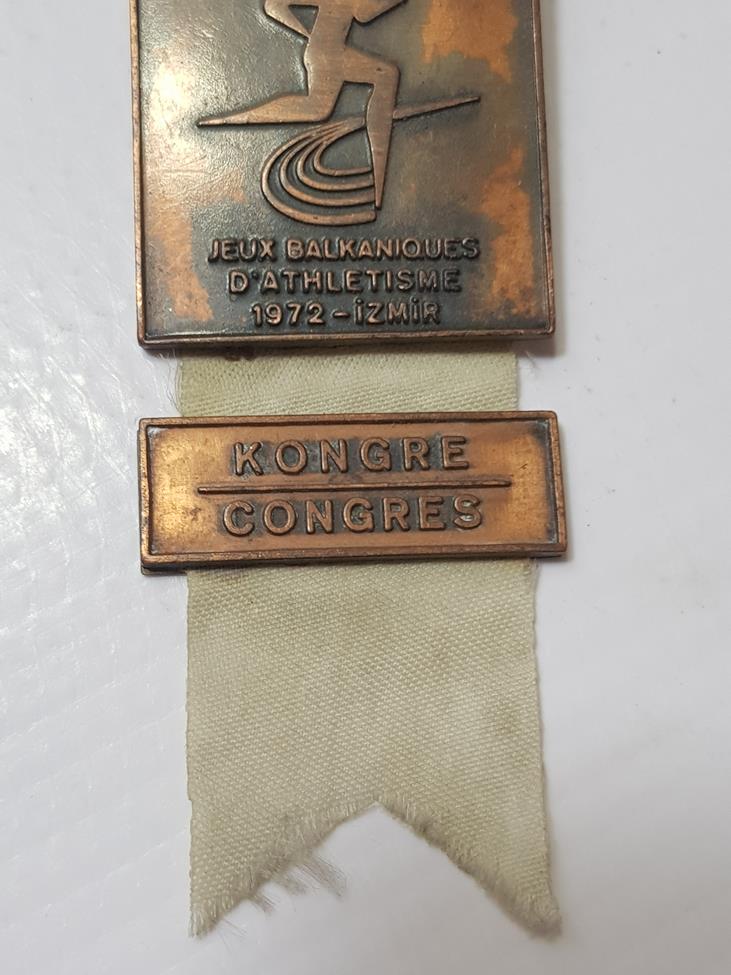 JEUX BALKANIQUES
D'ATHLETISME
1972 - İZMİR
KONGRE
CONGRES